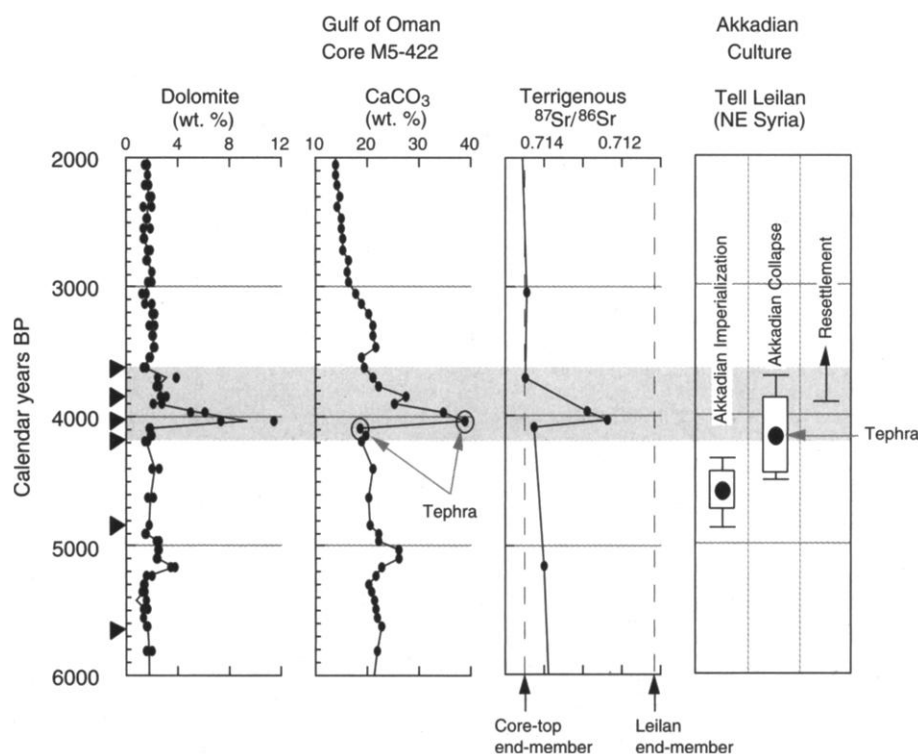 Gulf of Oman
Core M5-422
Akkadian
Culture
Dolomite
(wt. %)
CaCO3
(wt. %)
Terrigenous
87Sr/86Sr
Tell Leilan
(NE Syria)
0 4 8 12
10 20 30 40
0.714 0.712
Calendar years BP
2000
3000
4000
5000
6000
Tephra
Akkadian Imperialization
Akkadian Collapse
Resettlement
Tephra
Core-top
end-member
Leilan
end-member